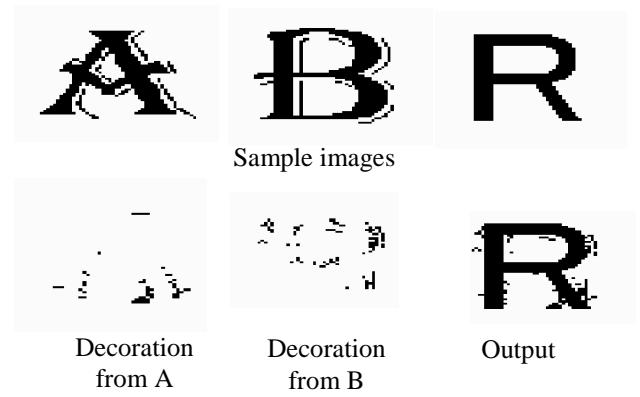 A B R
Sample images
R
Decoration Decoration Output
from A from B